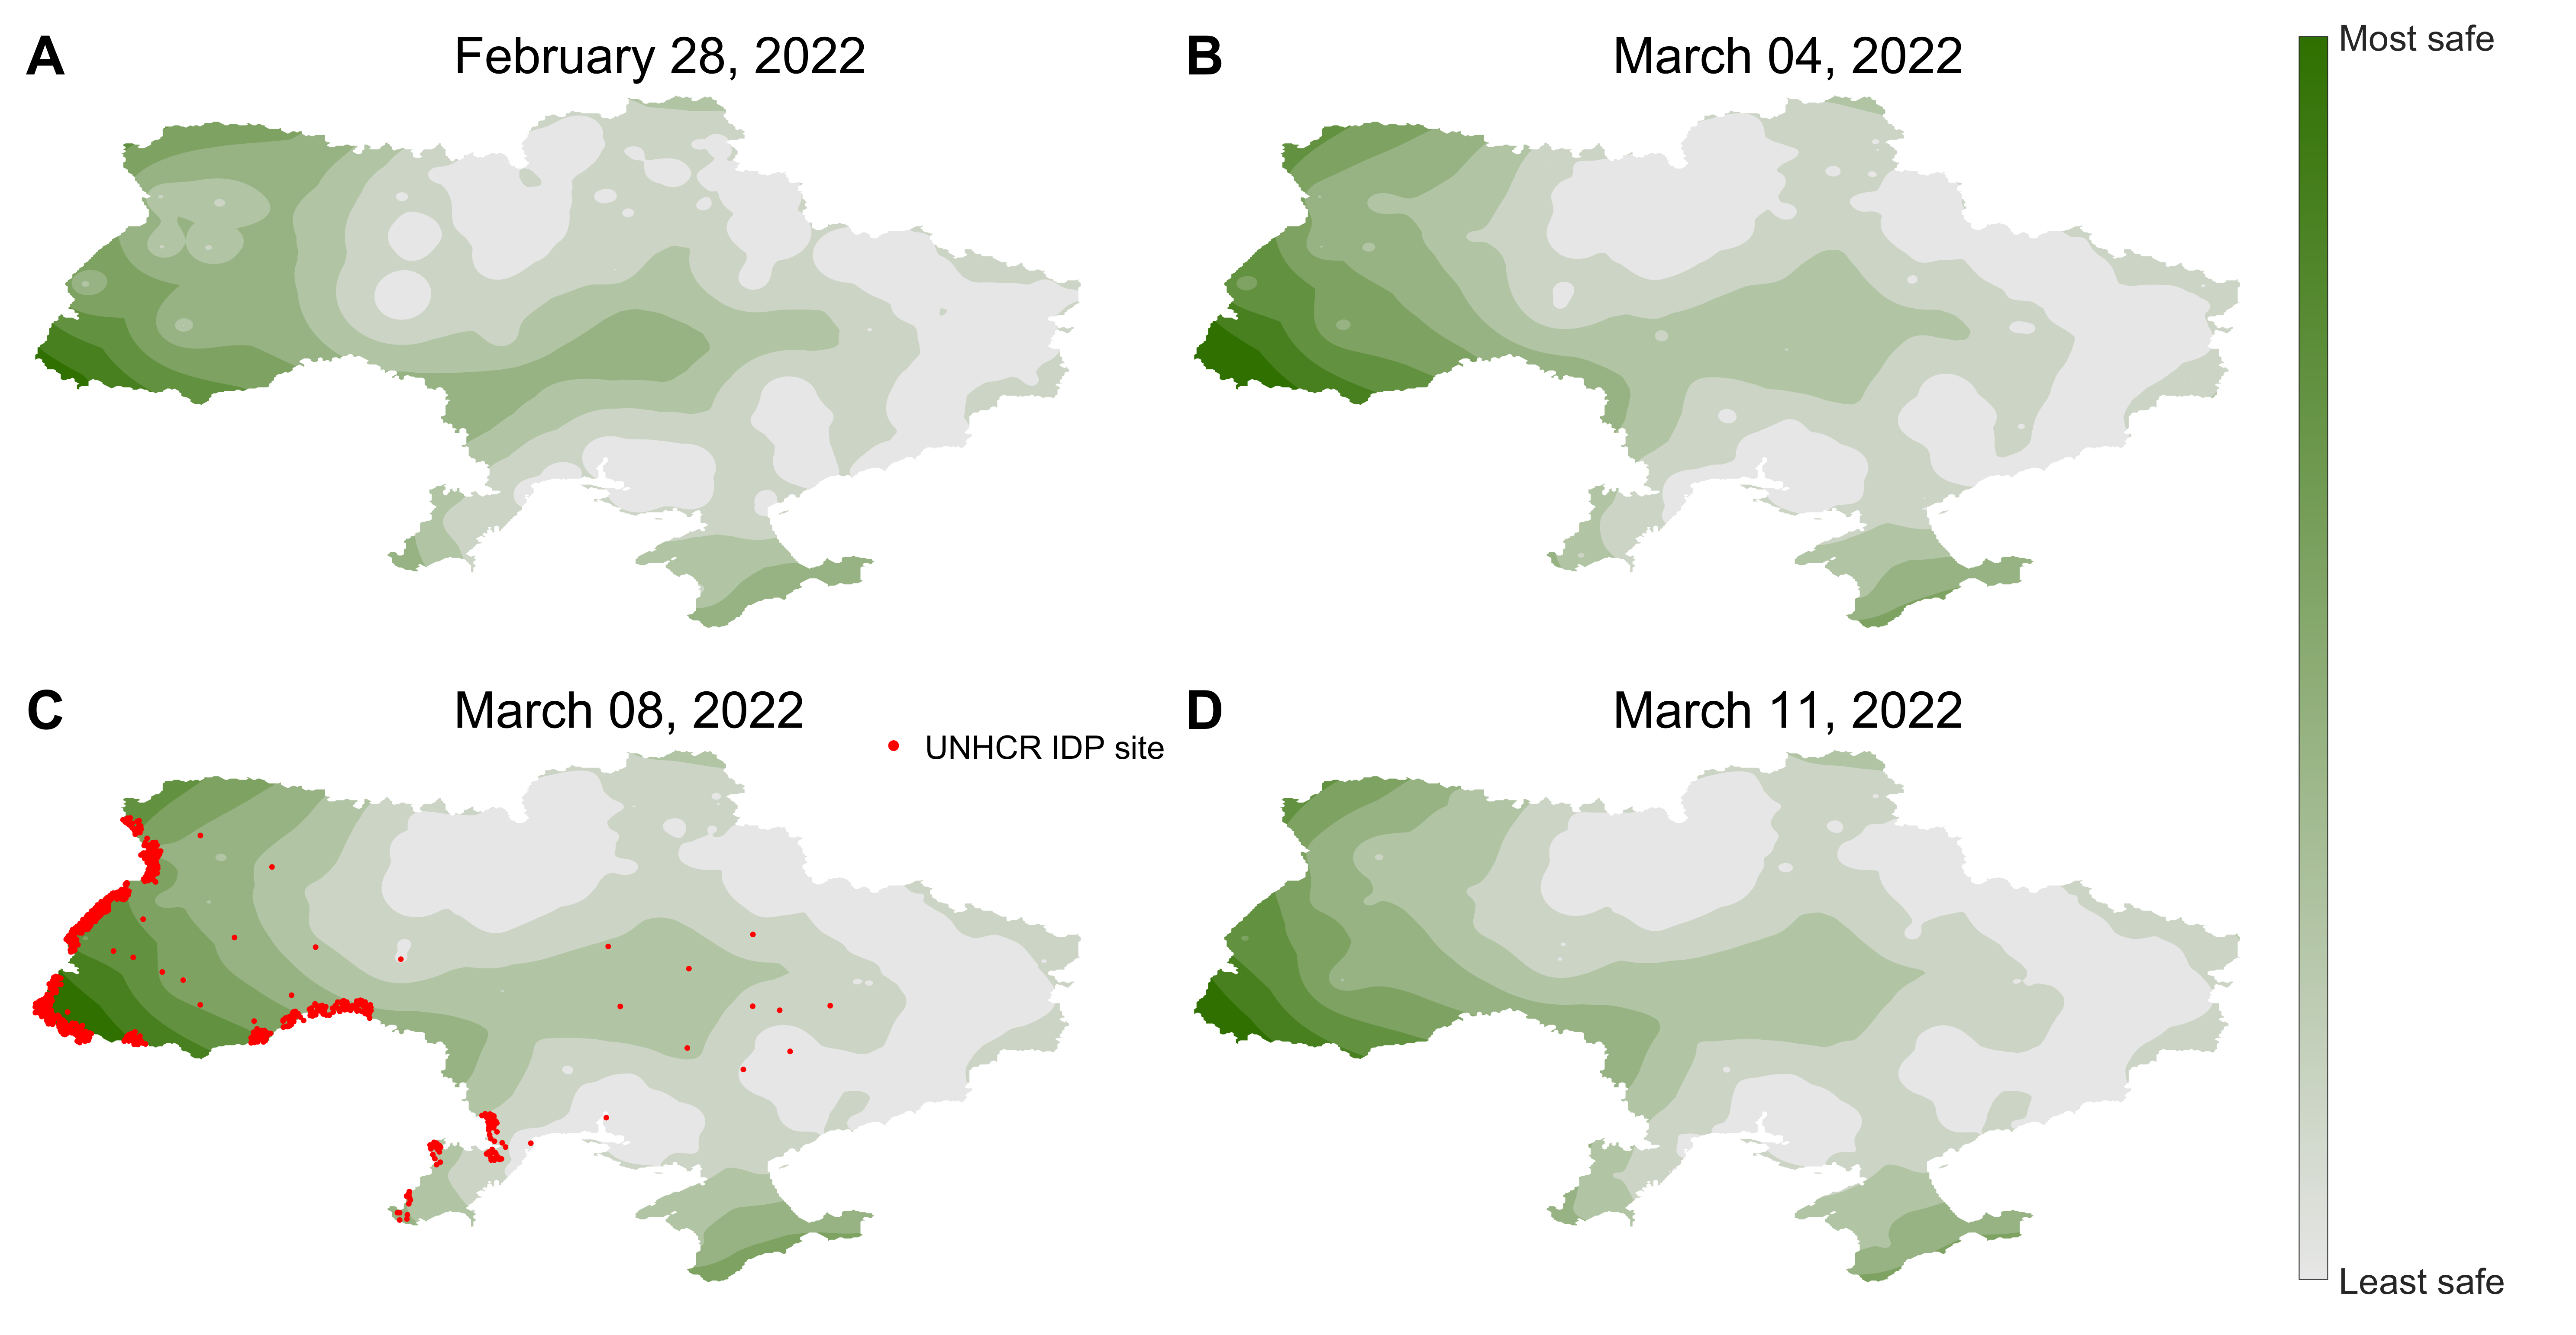 A
February 28, 2022
B
March 04, 2022
Most safe
C
March 08, 2022
UNHCR IDP site
D
March 11, 2022
Least safe